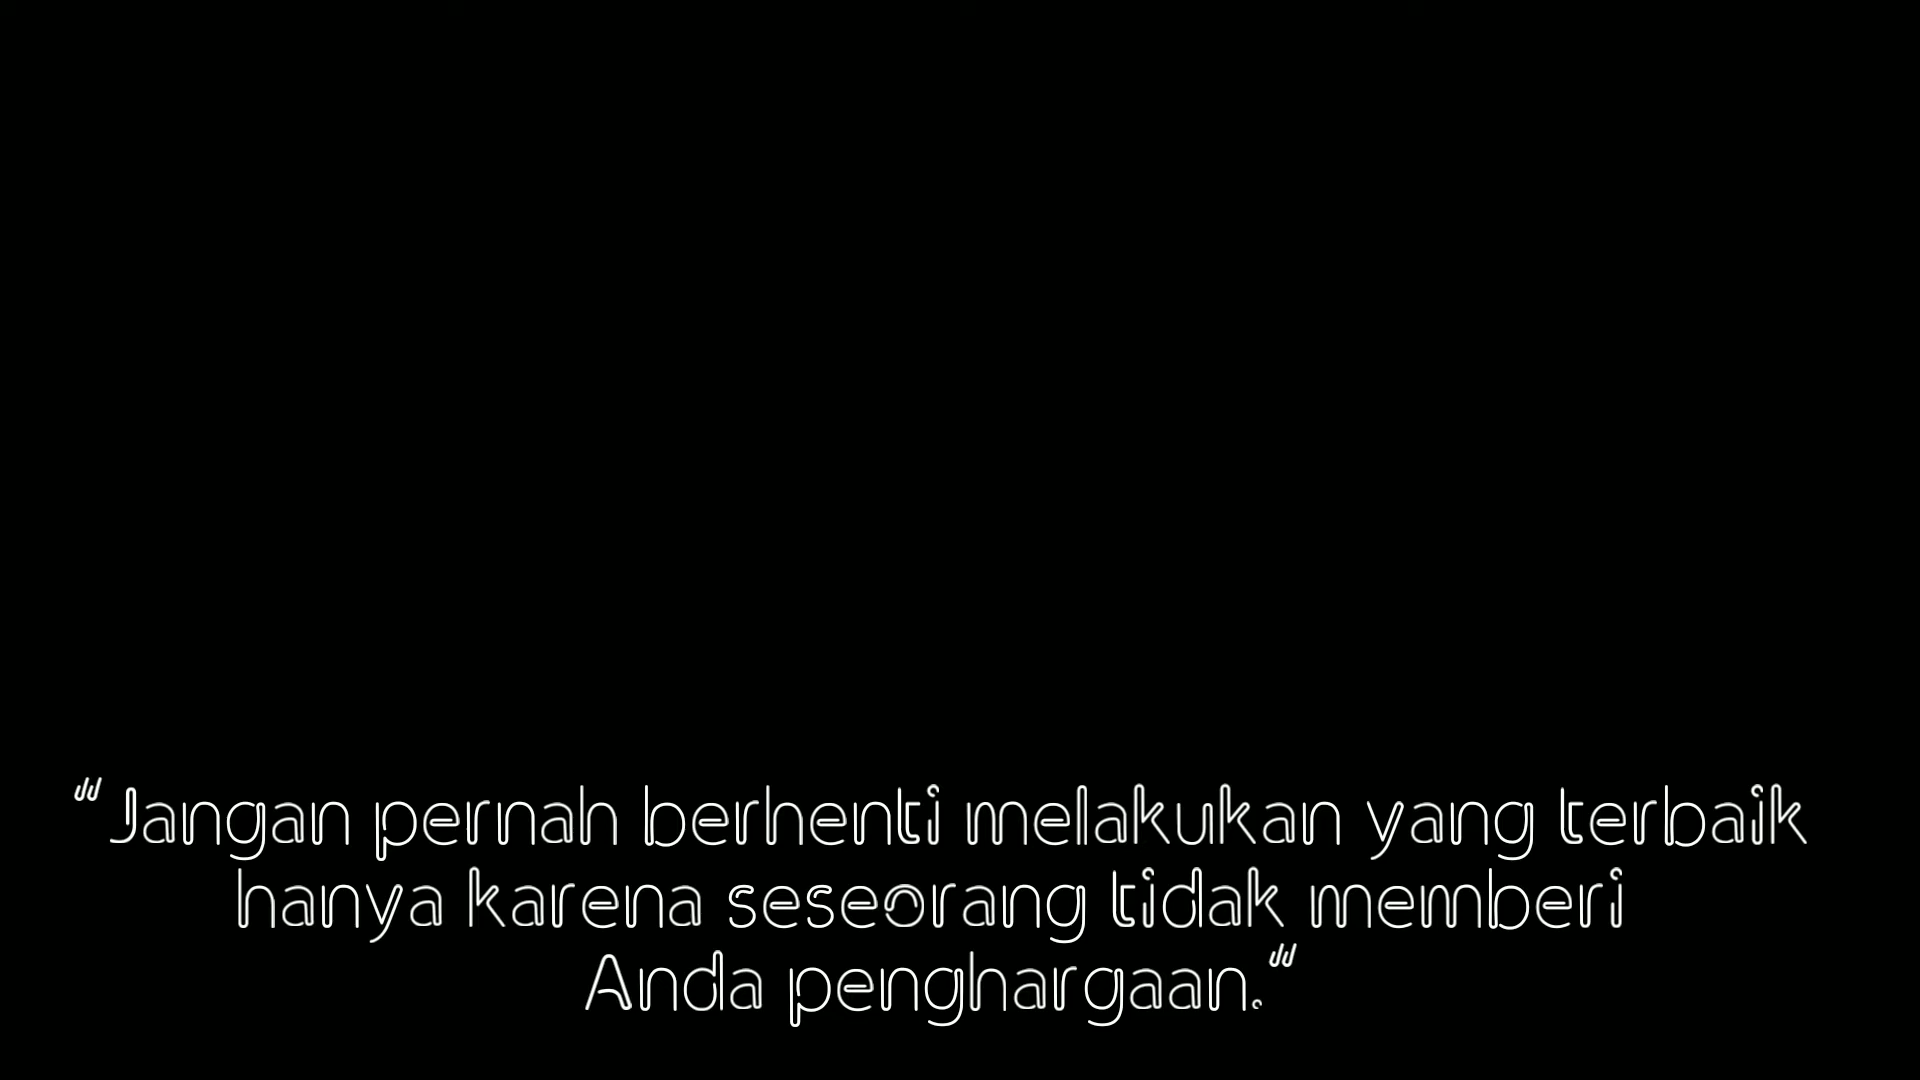 "Jangan pernah berhenti melakukan yang terbaik
hanya karena seseorang tidak memberi
Anda penghargaan."